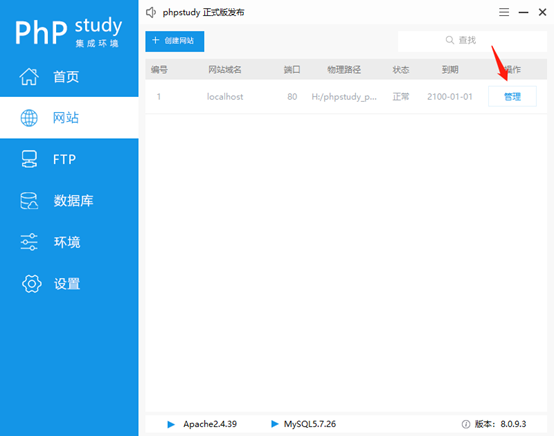 PhP study
集成环境
phpstudy 正式版发布
首页
网站
FTP
数据库
环境
设置
+ 创建网站
查找
编号 网站域名 端口 物理路径 状态 到期 操作
1 localhost 80 H:/phpstudy_p... 正常 2100-01-01 管理
Apache2.4.39 MySQL5.7.26 版本: 8.0.9.3